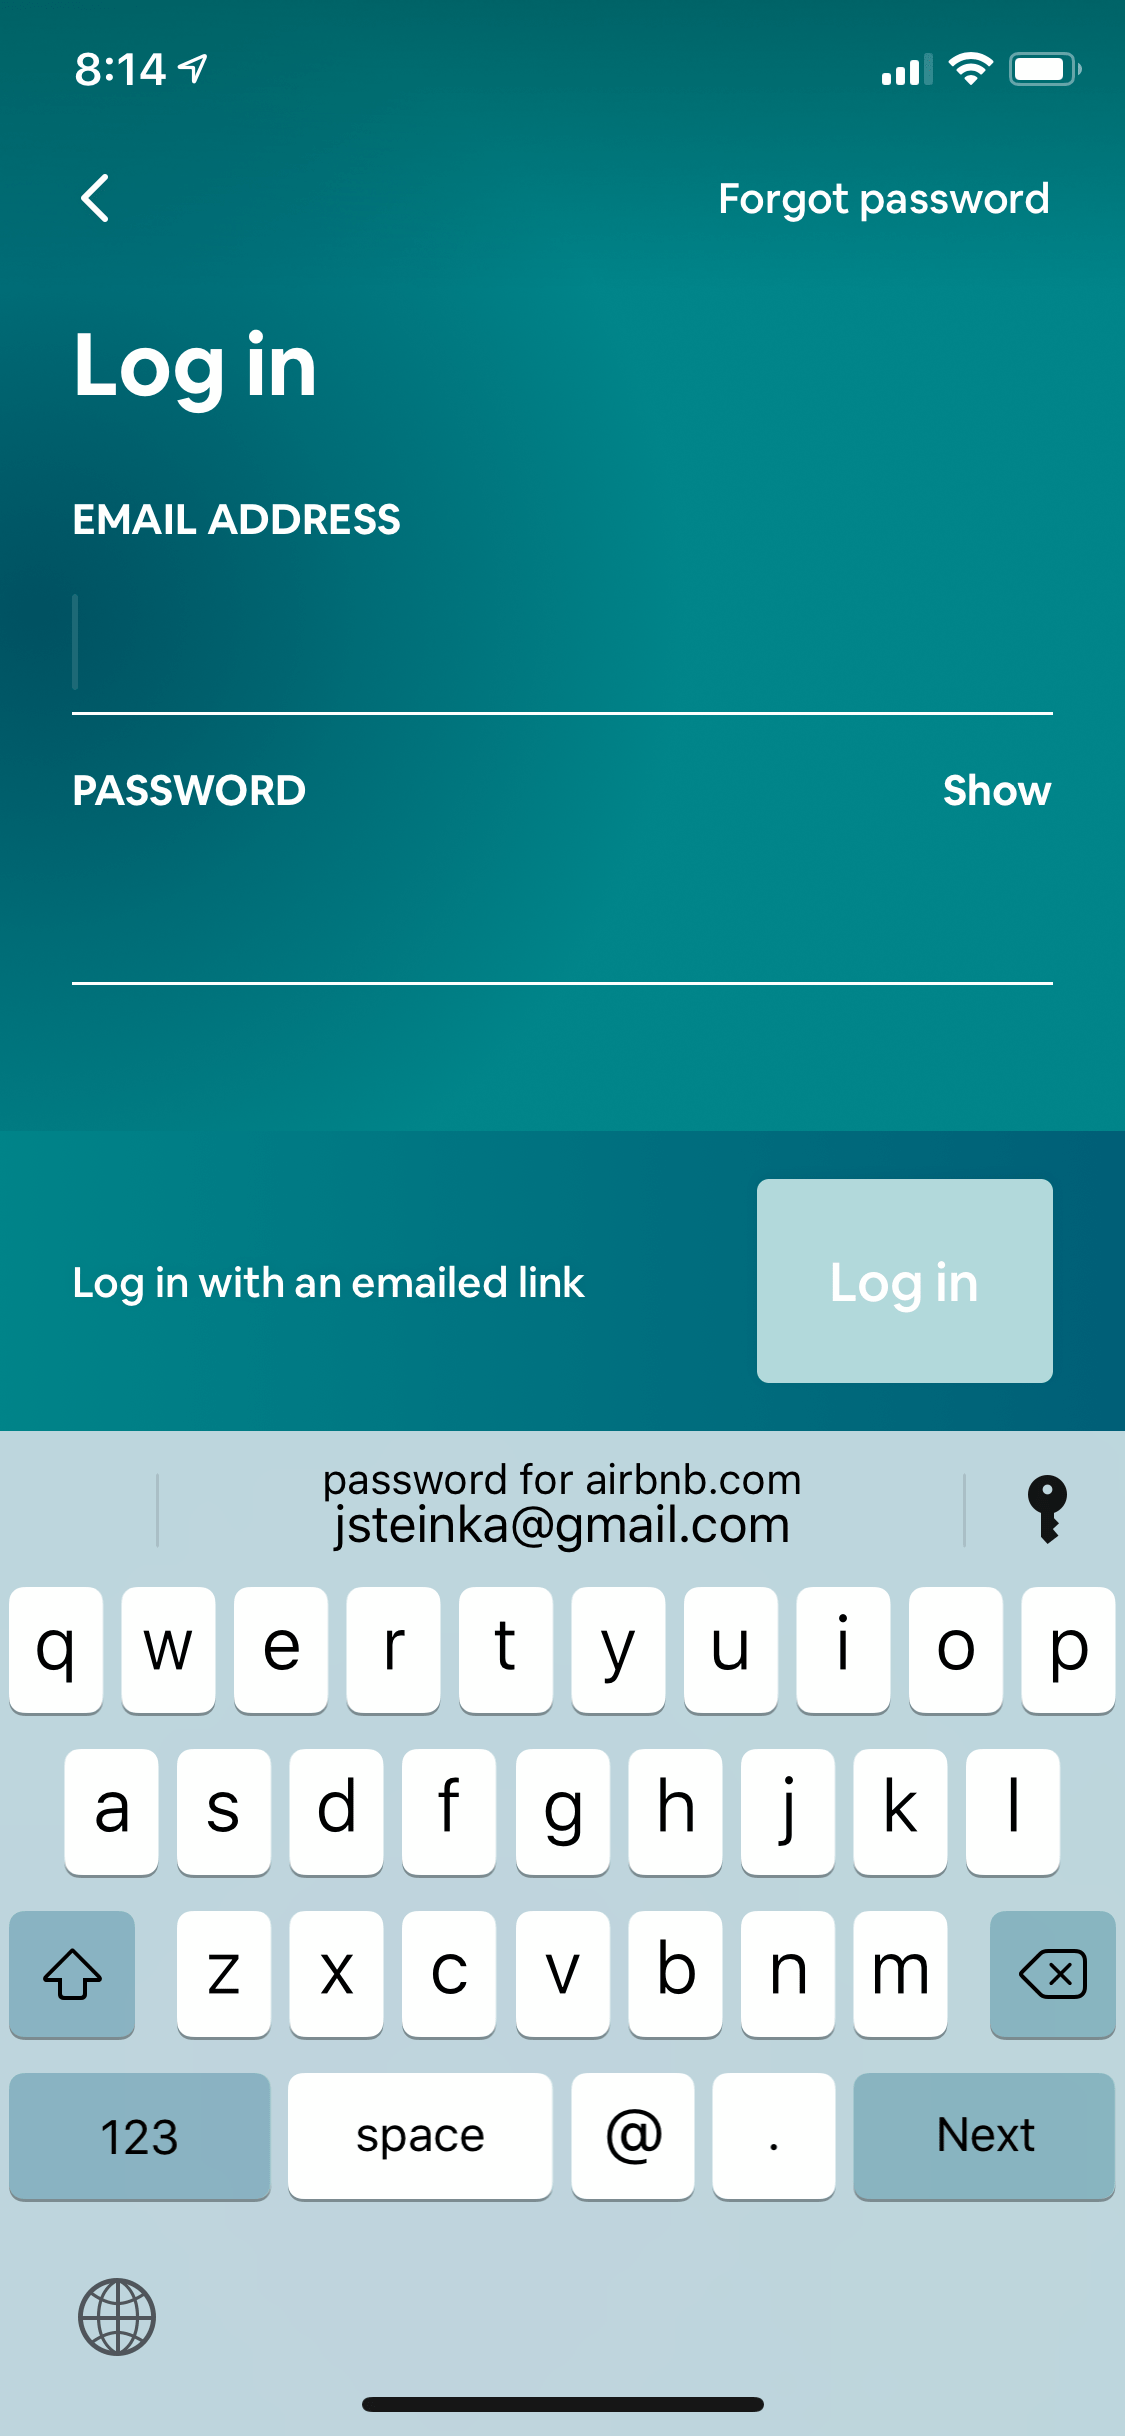 8:14
Forgot password
Log in
EMAIL ADDRESS
PASSWORD Show
Log in with an emailed link Log in
password for airbnb.com
jsteinka@gmail.com
q w e r t y u i o p
a s d f g h j k l
z x c v b n m
123 space @ . Next